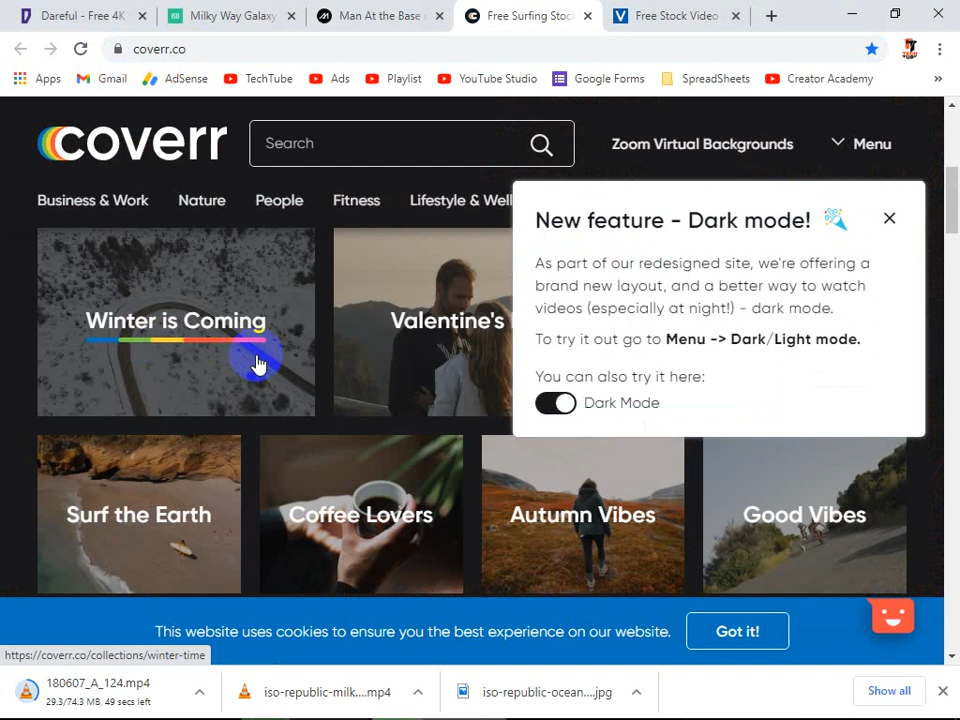 Dareful - Free 4K
Milky Way Galaxy
Man At the Base
Free Surfing Stoc
Free Stock Video
coverr.co
Apps
Gmail
AdSense
TechTube
Ads
Playlist
YouTube Studio
Google Forms
SpreadSheets
Creator Academy
»
coverr
Search
Zoom Virtual Backgrounds
Menu
Business & Work
Nature
People
Fitness
Lifestyle & Well
New feature - Dark mode!
As part of our redesigned site, we're offering a
brand new layout, and a better way to watch
videos (especially at night!) - dark mode.
To try it out go to Menu -> Dark/Light mode.
You can also try it here:
Dark Mode
Winter is Coming
Valentine's
Surf the Earth
Coffee Lovers
Autumn Vibes
Good Vibes
This website uses cookies to ensure you the best experience on our website.
Got it!
https://coverr.co/collections/winter-time
180607_A_124.mp4
29.3/74.3 MB, 49 secs left
iso-republic-milk....mp4
iso-republic-ocean....jpg
Show all